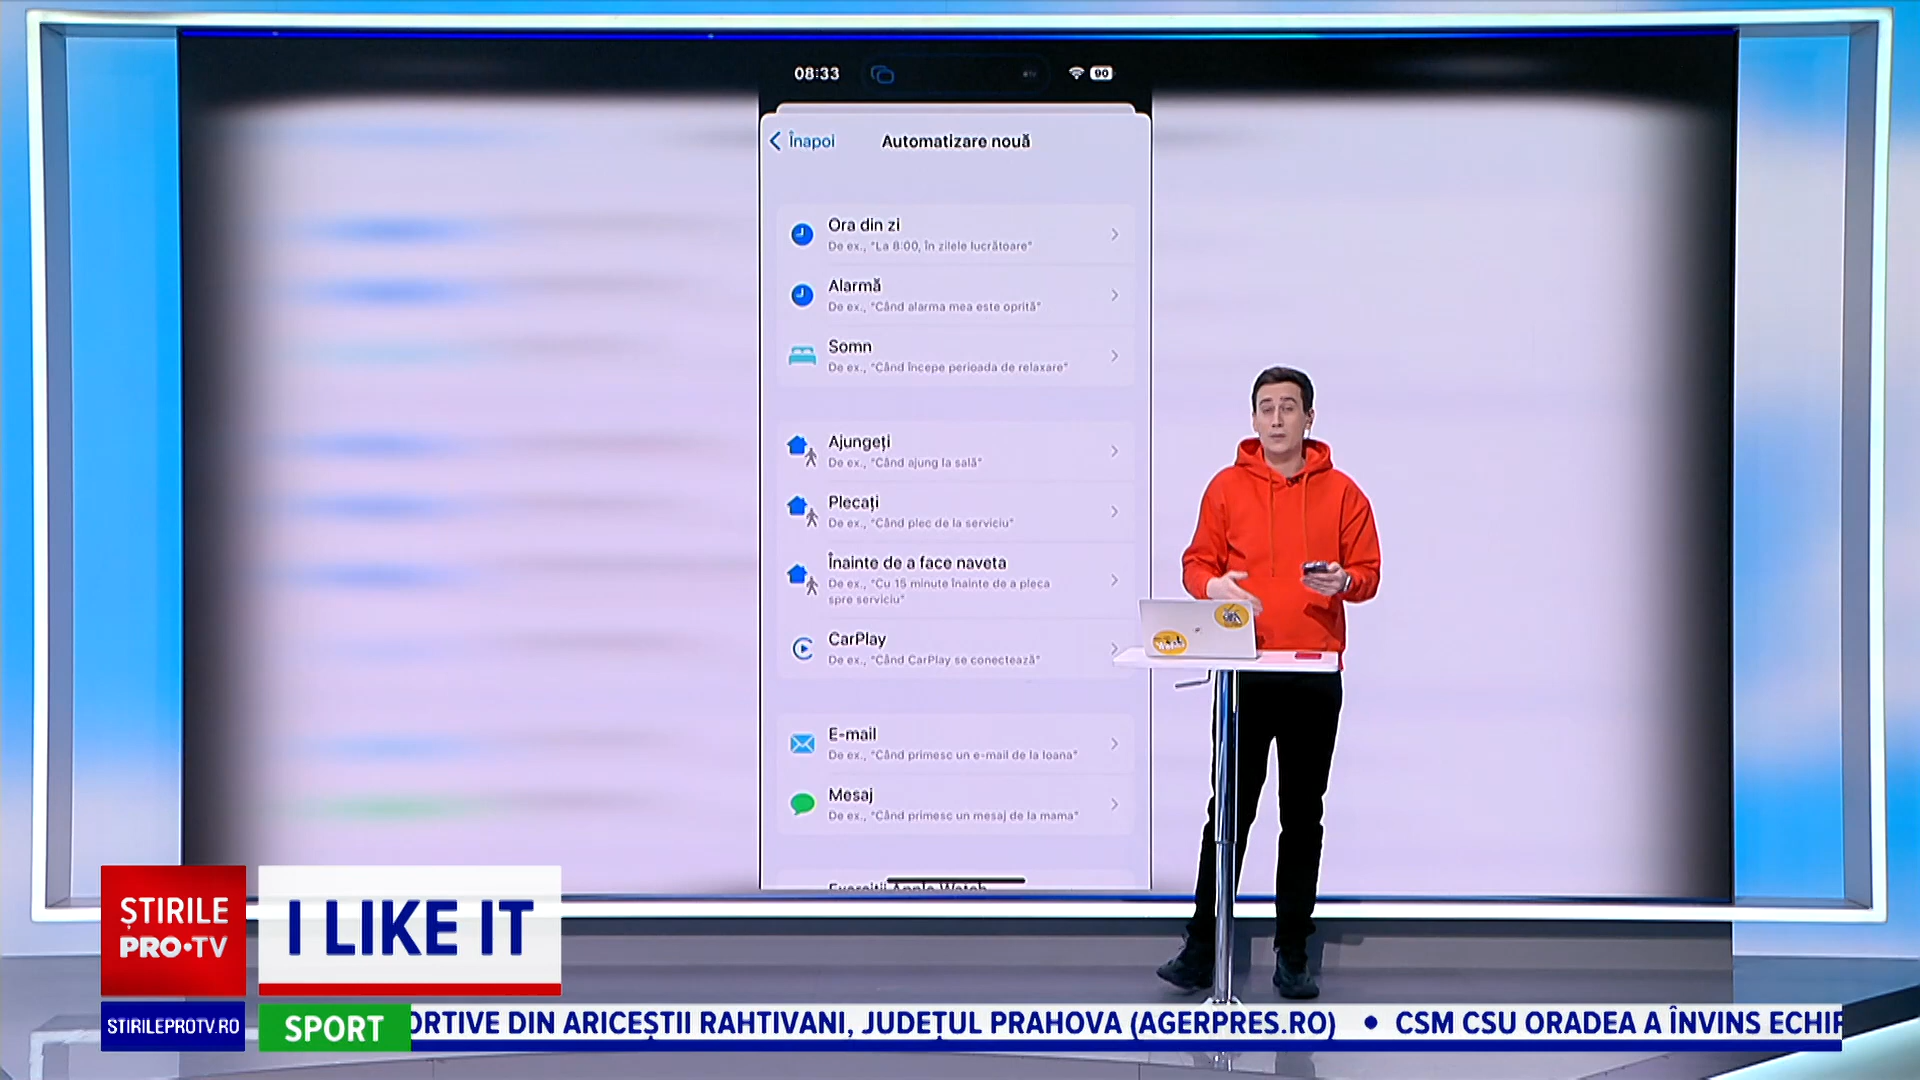 08:33
90
Înapoi
Automatizare nouă
Ora din zi
De ex., "La 8:00, în zilele lucrătoare"
Alarmă
De ex., "Când alarma mea este oprită"
Somn
De ex., "Când începe perioada de relaxare"
Ajungeți
De ex., "Când ajung la sală"
Plecați
De ex., "Când plec de la serviciu"
Înainte de a face naveta
De ex., "Cu 15 minute înainte de a pleca
spre serviciu"
CarPlay
De ex., "Când CarPlay se conectează"
E-mail
De ex., "Când primesc un e-mail de la Ioana"
Mesaj
De ex., "Când primesc un mesaj de la mama"
Exerciții Apple Watch
ȘTIRILE
PRO•TV
I LIKE IT
STIRILEPROTV.RO
SPORT
ORTIVE DIN ARICEȘTII RAHTIVANI, JUDEȚUL PRAHOVA (AGERPRES.RO) • CSM CSU ORADEA A ÎNVINS ECHIP